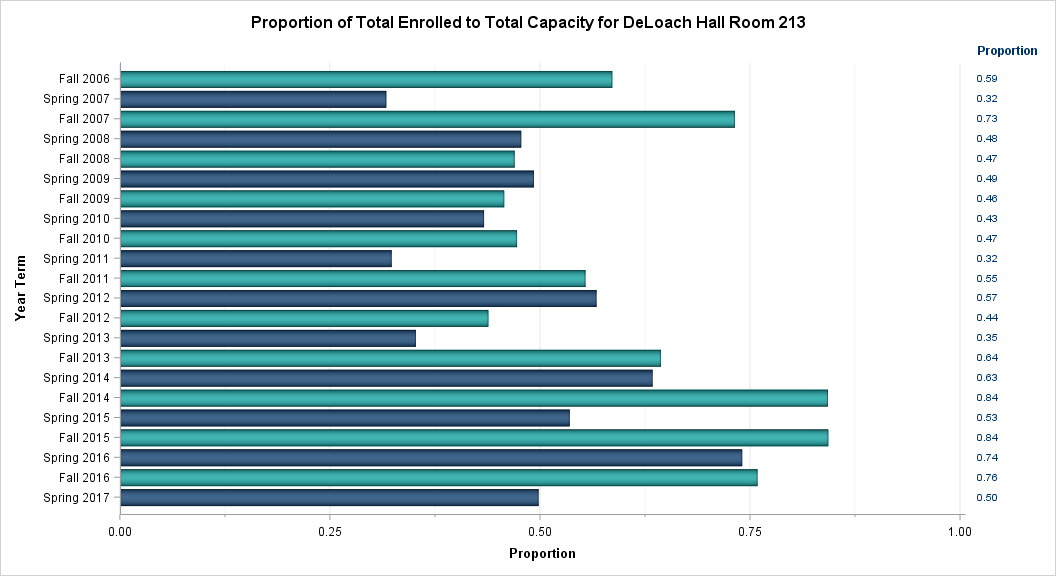 Proportion of Total Enrolled to Total Capacity for DeLoach Hall Room 213
Proportion
Year Term
Fall 2006 0.59
Spring 2007 0.32
Fall 2007 0.73
Spring 2008 0.48
Fall 2008 0.47
Spring 2009 0.49
Fall 2009 0.46
Spring 2010 0.43
Fall 2010 0.47
Spring 2011 0.32
Fall 2011 0.55
Spring 2012 0.57
Fall 2012 0.44
Spring 2013 0.35
Fall 2013 0.64
Spring 2014 0.63
Fall 2014 0.84
Spring 2015 0.53
Fall 2015 0.84
Spring 2016 0.74
Fall 2016 0.76
Spring 2017 0.50
0.00 0.25 0.50 0.75 1.00
Proportion